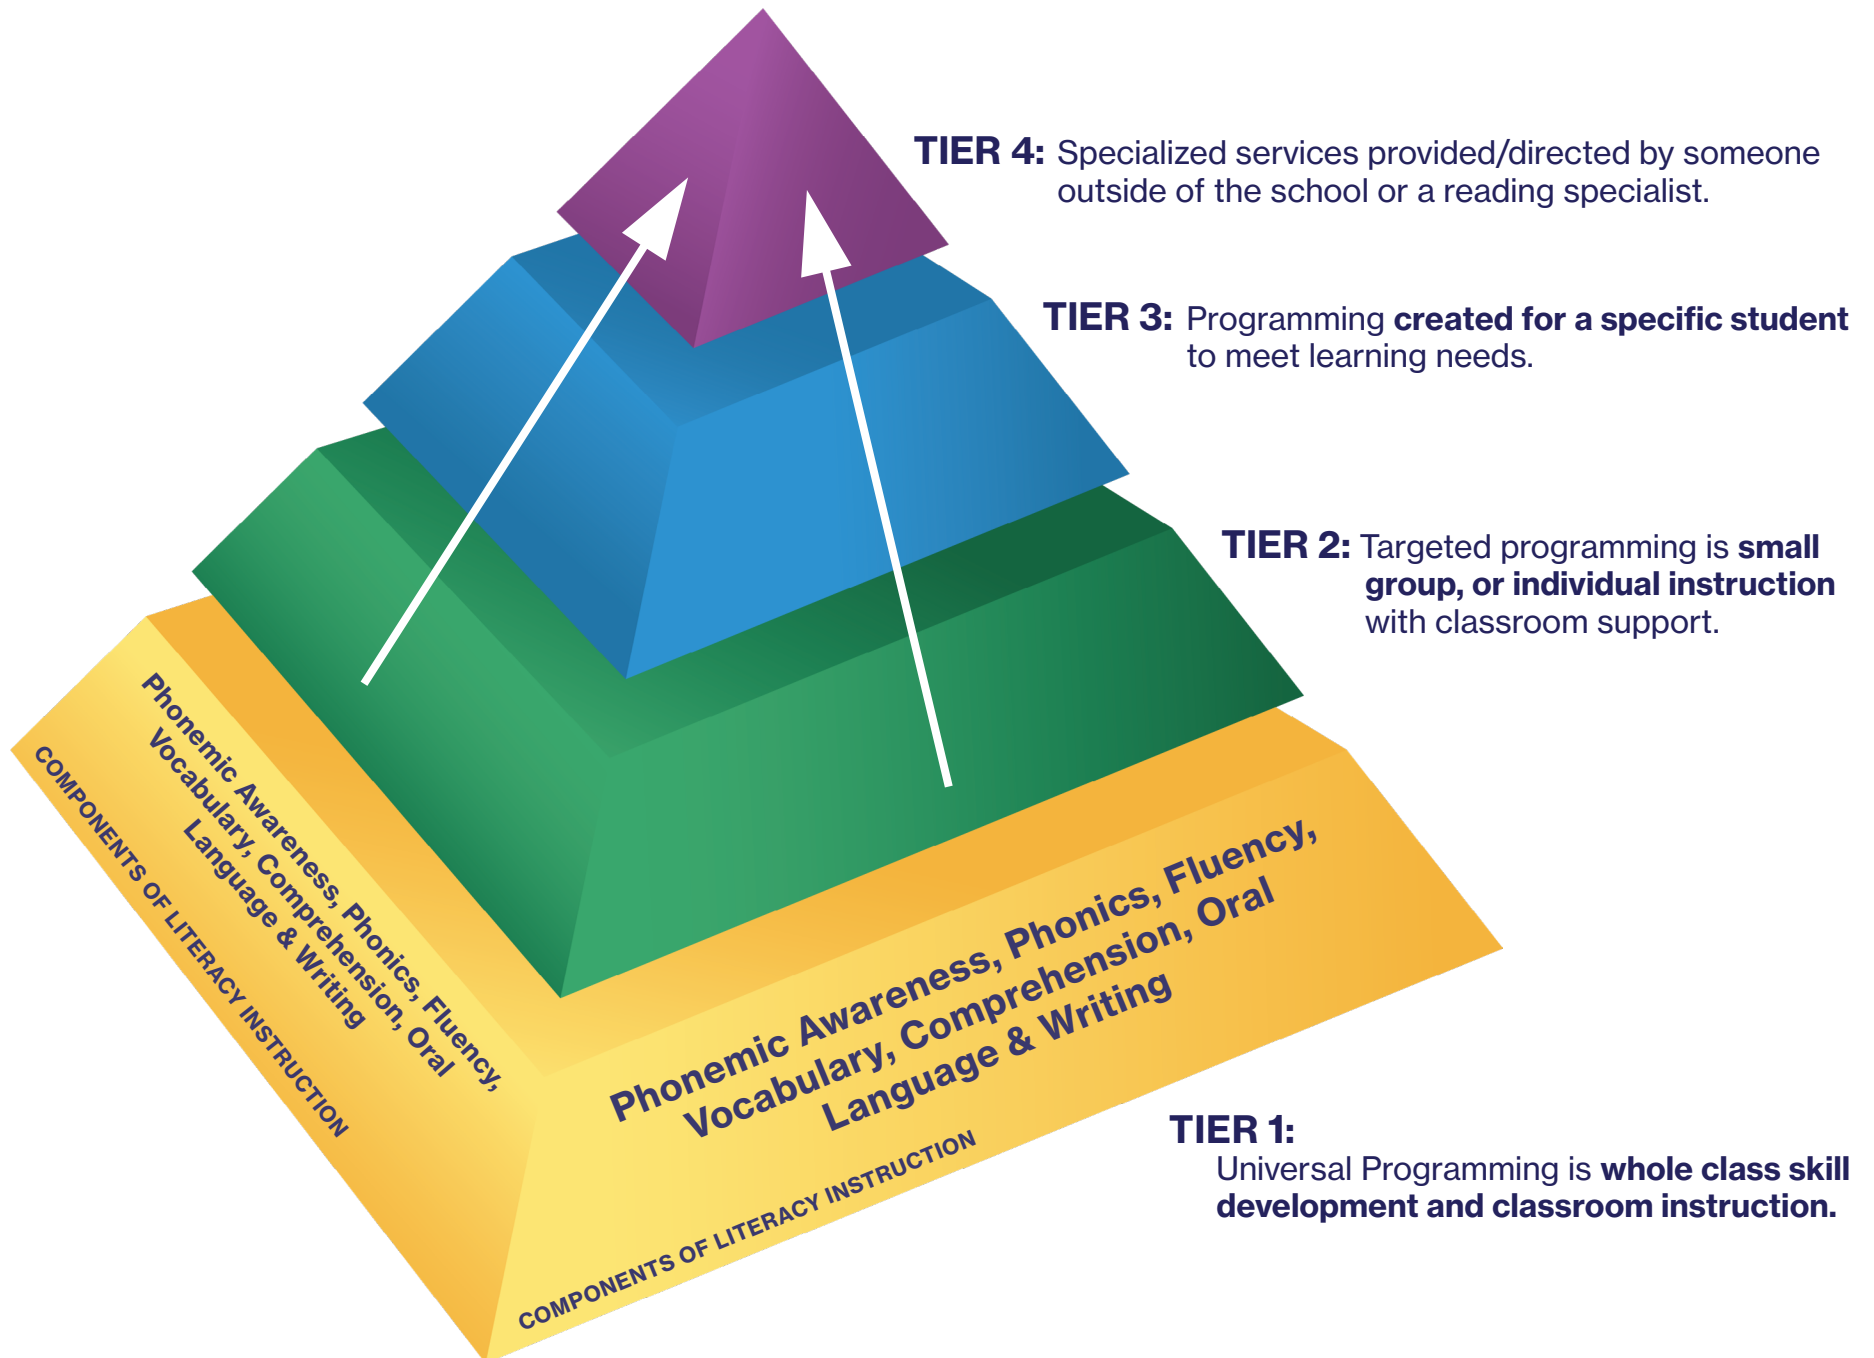 TIER 4: Specialized services provided/directed by someone
outside of the school or a reading specialist.
TIER 3: Programming created for a specific student
to meet learning needs.
TIER 2: Targeted programming is small
group, or individual instruction
with classroom support.
Phonemic Awareness, Phonics, Fluency,
Vocabulary, Comprehension, Oral
Language & Writing
COMPONENTS OF LITERACY INSTRUCTION
Phonemic Awareness, Phonics, Fluency,
Vocabulary, Comprehension, Oral
Language & Writing
COMPONENTS OF LITERACY INSTRUCTION
TIER 1:
Universal Programming is whole class skill
development and classroom instruction.